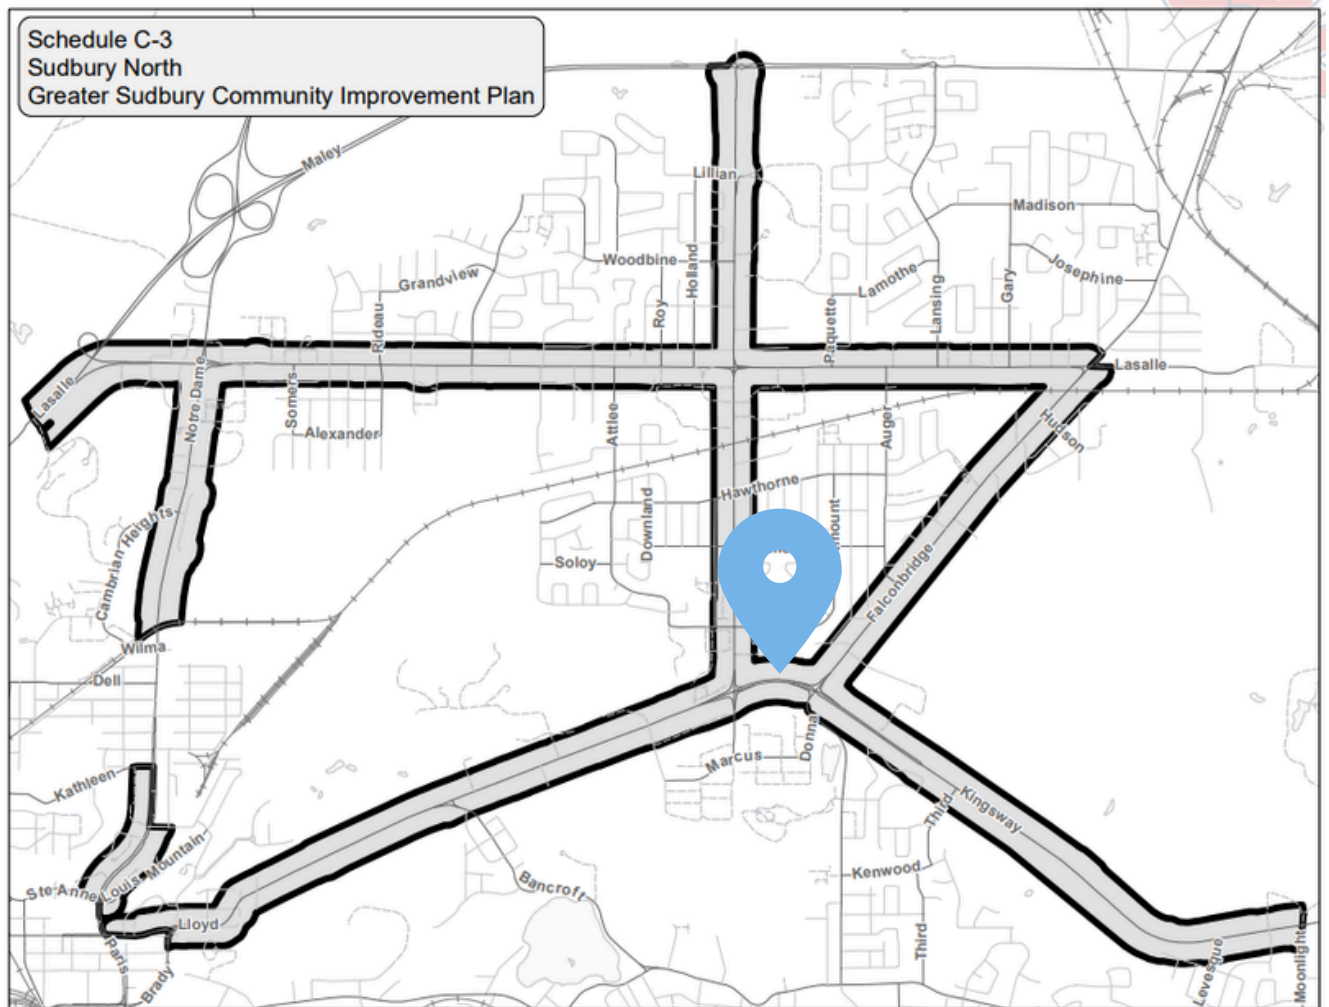 Schedule C-3
Sudbury North
Greater Sudbury Community Improvement Plan
Maley
Lillian
Madison
Woodbine
Holland
Grandview
Josephine
Lamothe
Gary
Lansing
Roy
Rideau
Paquette
Lasalle
Lasalle
Notre Dame
Somers
Alexander
Attlee
Auger
Hudson
Hawthorne
Downland
Cambrian Heights
Soloy
Falconbridge
Wilma
Dell
Donna
Marcus
Kathleen
Kingsway
Third
Mountain
Ste Anne
Louis
Kenwood
Bancroft
Lloyd
Third
Paris
Brady
Levesque
Moonlight